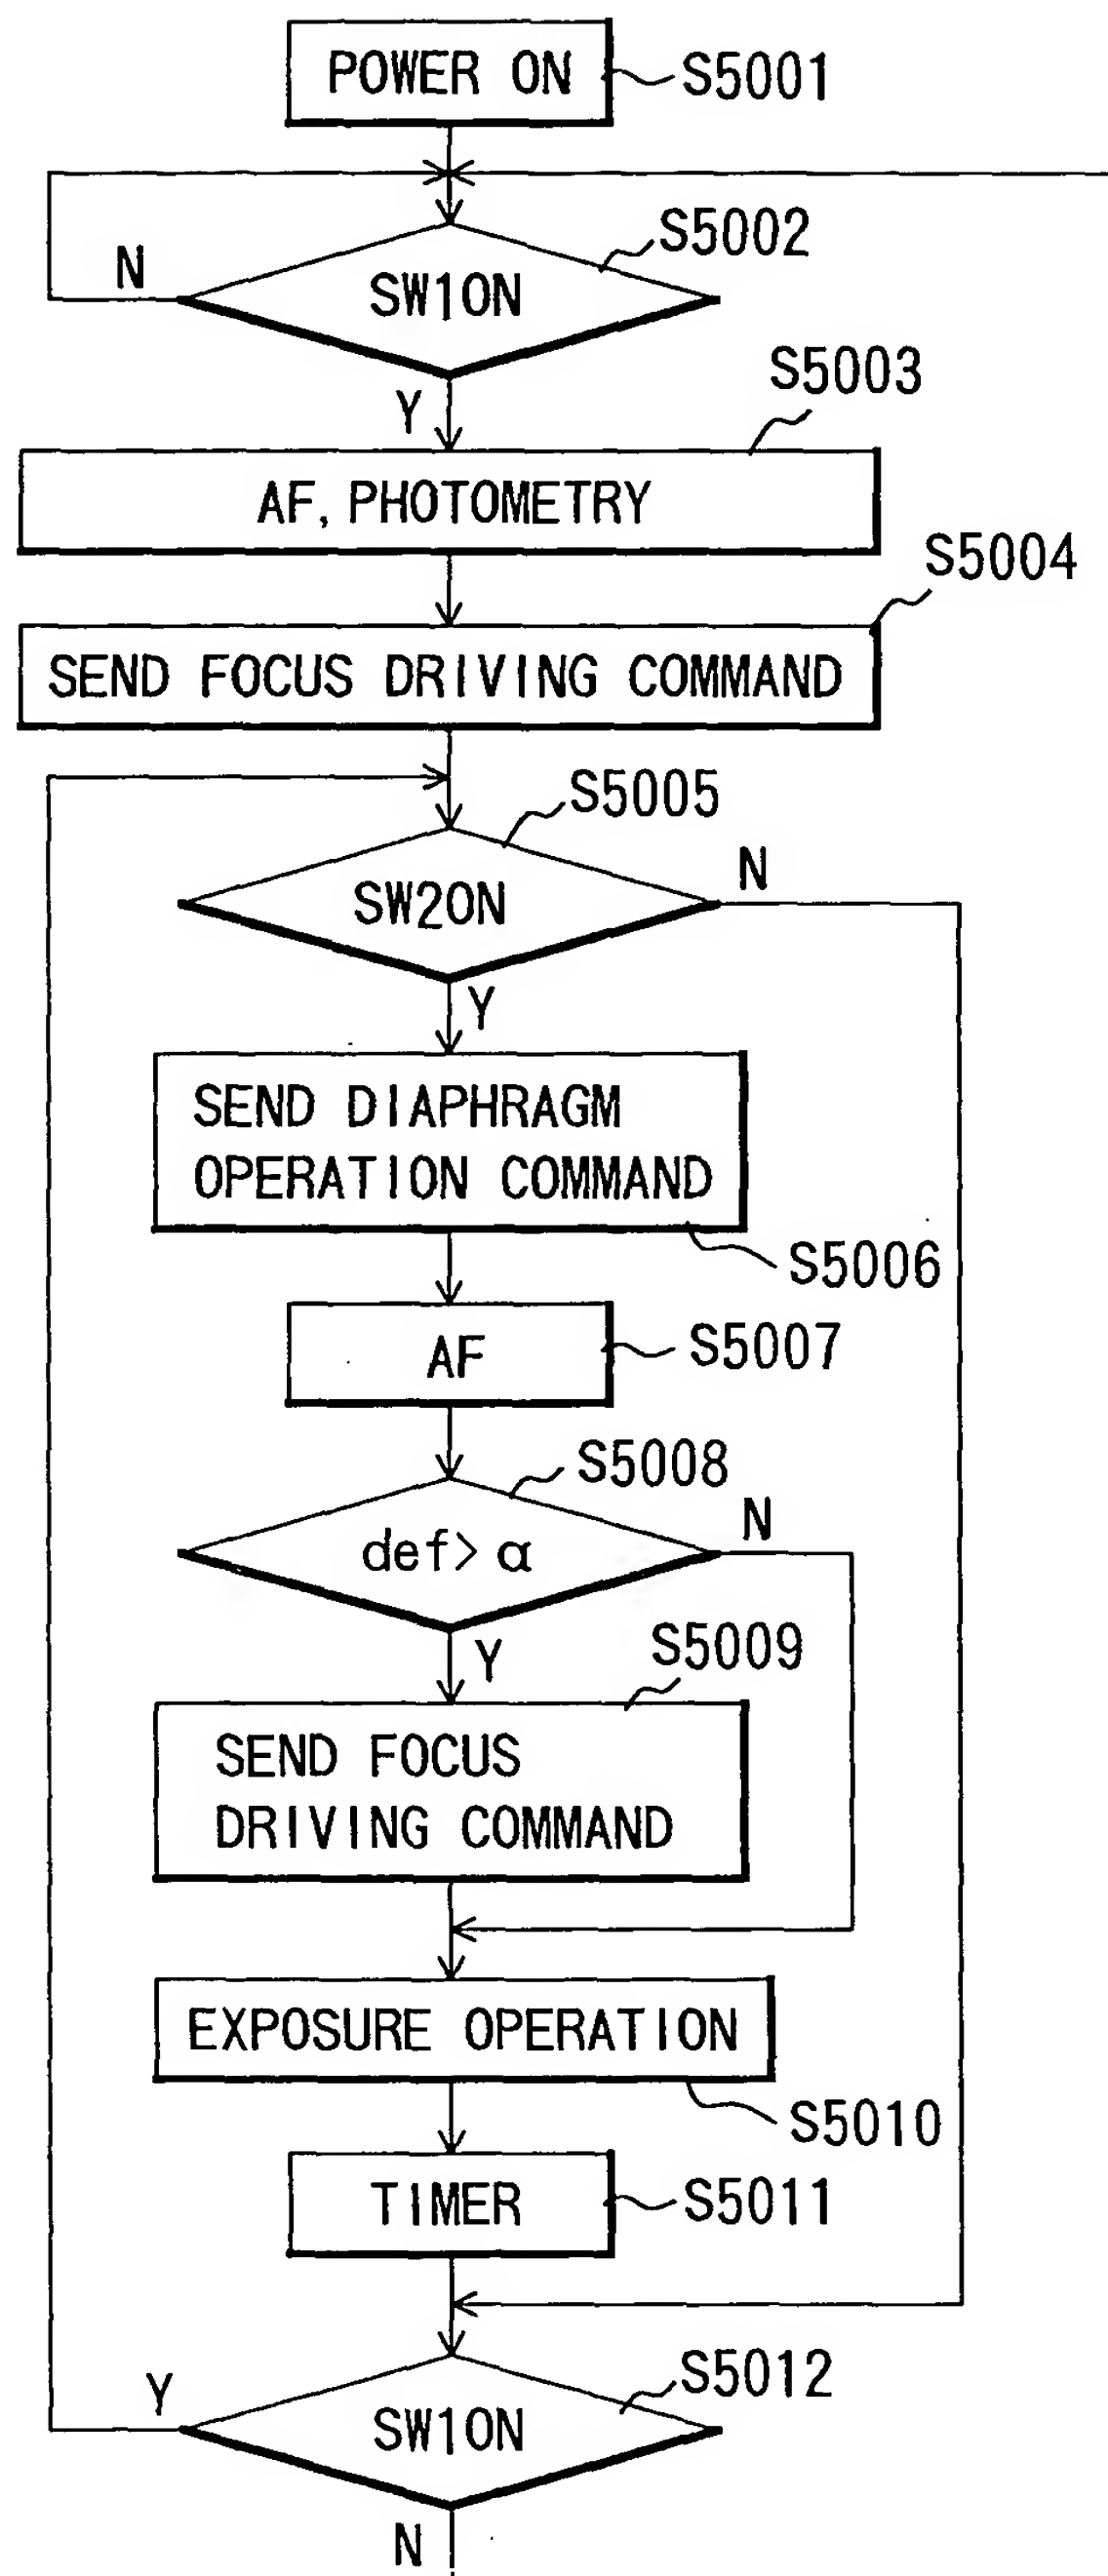 POWER ON
S5001
S5002
N
SW1ON
S5003
Y
AF, PHOTOMETRY
S5004
SEND FOCUS DRIVING COMMAND
S5005
N
SW2ON
Y
SEND DIAPHRAGM
OPERATION COMMAND
S5006
AF
S5007
S5008
N
def> α
S5009
Y
SEND FOCUS
DRIVING COMMAND
EXPOSURE OPERATION
S5010
TIMER
S5011
S5012
Y
SW1ON
N